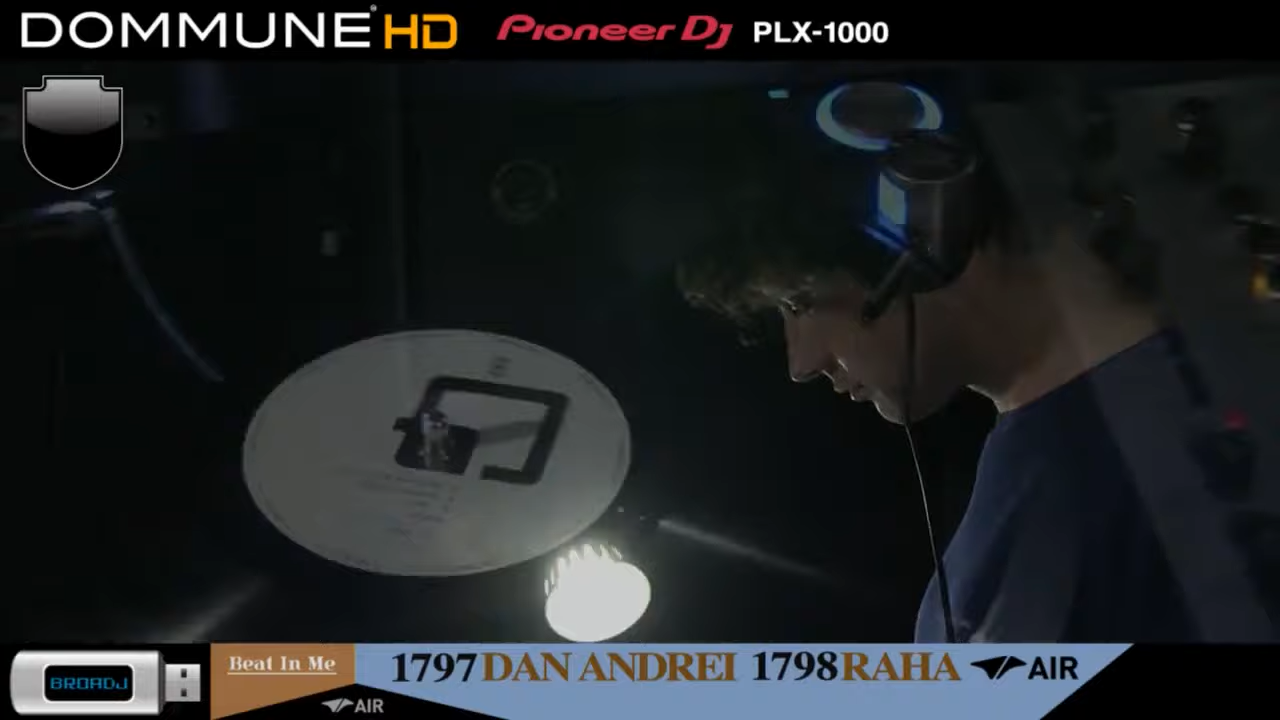 DOMMUNE HD Pioneer Dj PLX-1000
BROADJ
Beat In Me
1797 DAN ANDREI 1798 RAHA AIR
AIR